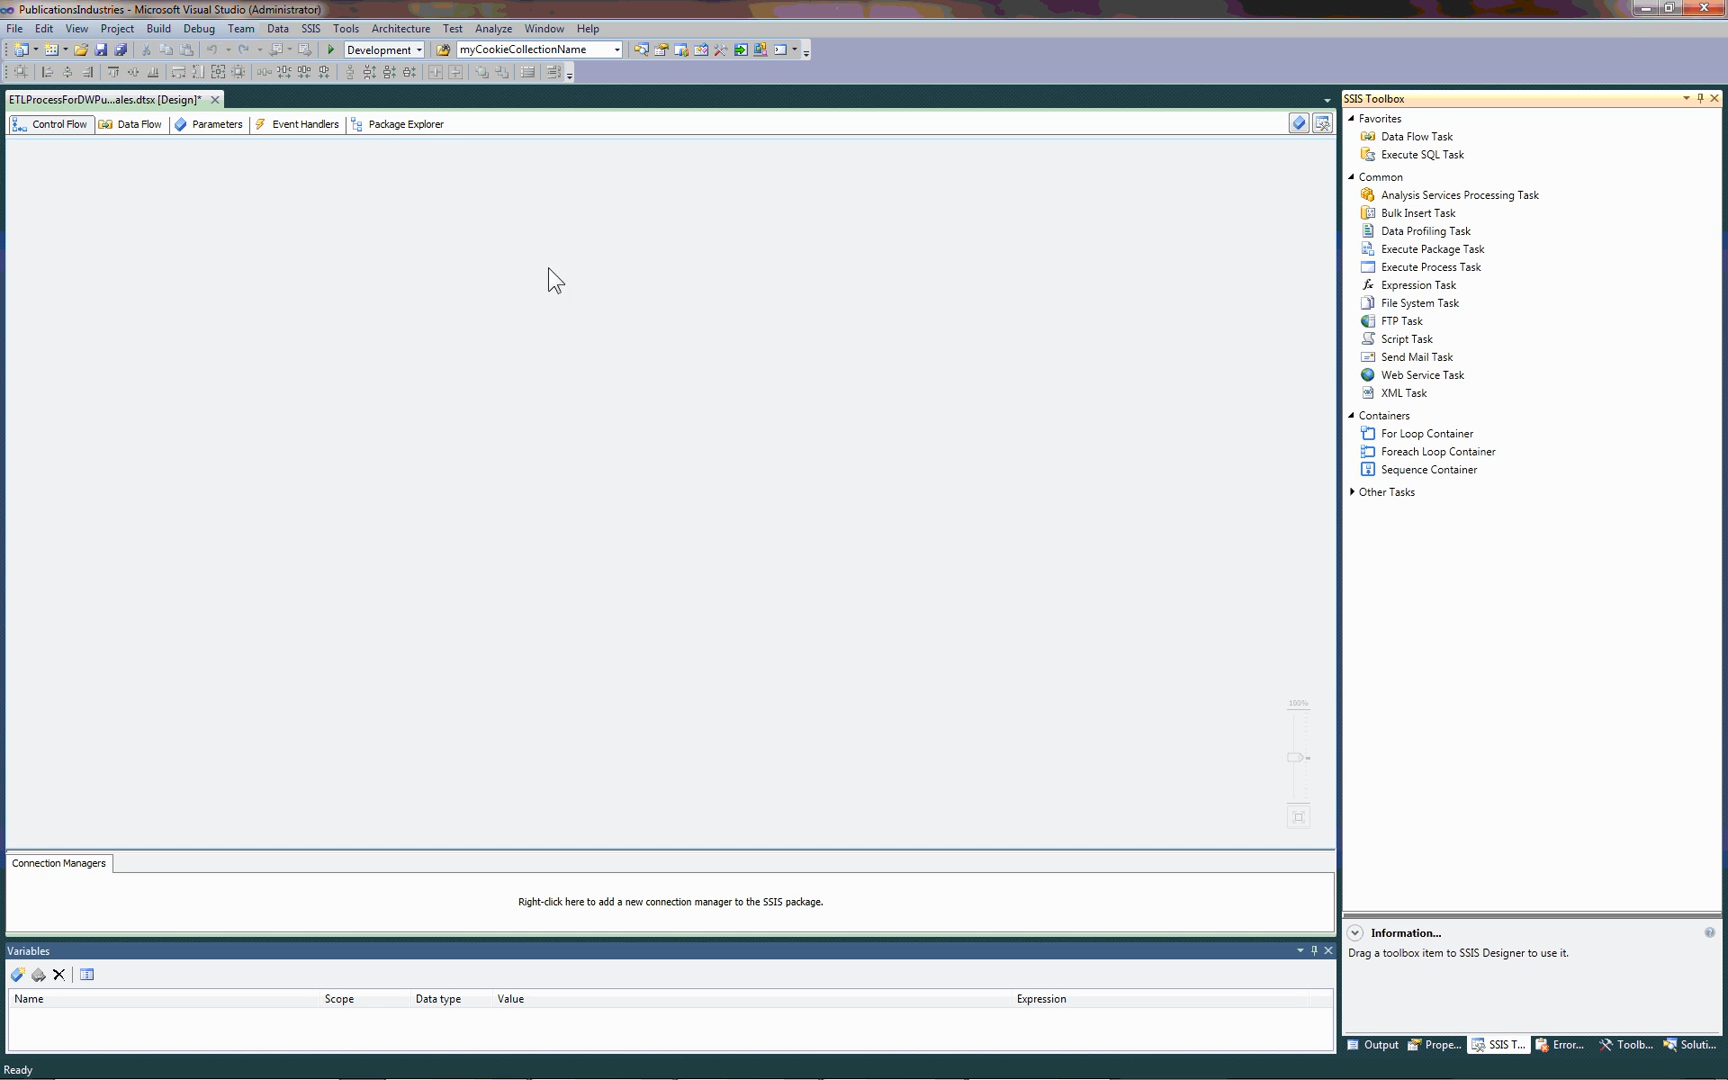 PublicationsIndustries - Microsoft Visual Studio (Administrator)
File Edit View Project Build Debug Team Data SSIS Tools Architecture Test Analyze Window Help
Development myCookieCollectionName
ETLProcessForDWPu...ales.dtsx [Design]*
Control Flow Data Flow Parameters Event Handlers Package Explorer
100%
Connection Managers
Right-click here to add a new connection manager to the SSIS package.
Variables
Name Scope Data type Value Expression
SSIS Toolbox
Favorites
Data Flow Task
Execute SQL Task
Common
Analysis Services Processing Task
Bulk Insert Task
Data Profiling Task
Execute Package Task
Execute Process Task
Expression Task
File System Task
FTP Task
Script Task
Send Mail Task
Web Service Task
XML Task
Containers
For Loop Container
Foreach Loop Container
Sequence Container
Other Tasks
Information...
Drag a toolbox item to SSIS Designer to use it.
Output Prope... SSIS T... Error... Toolb... Soluti...
Ready